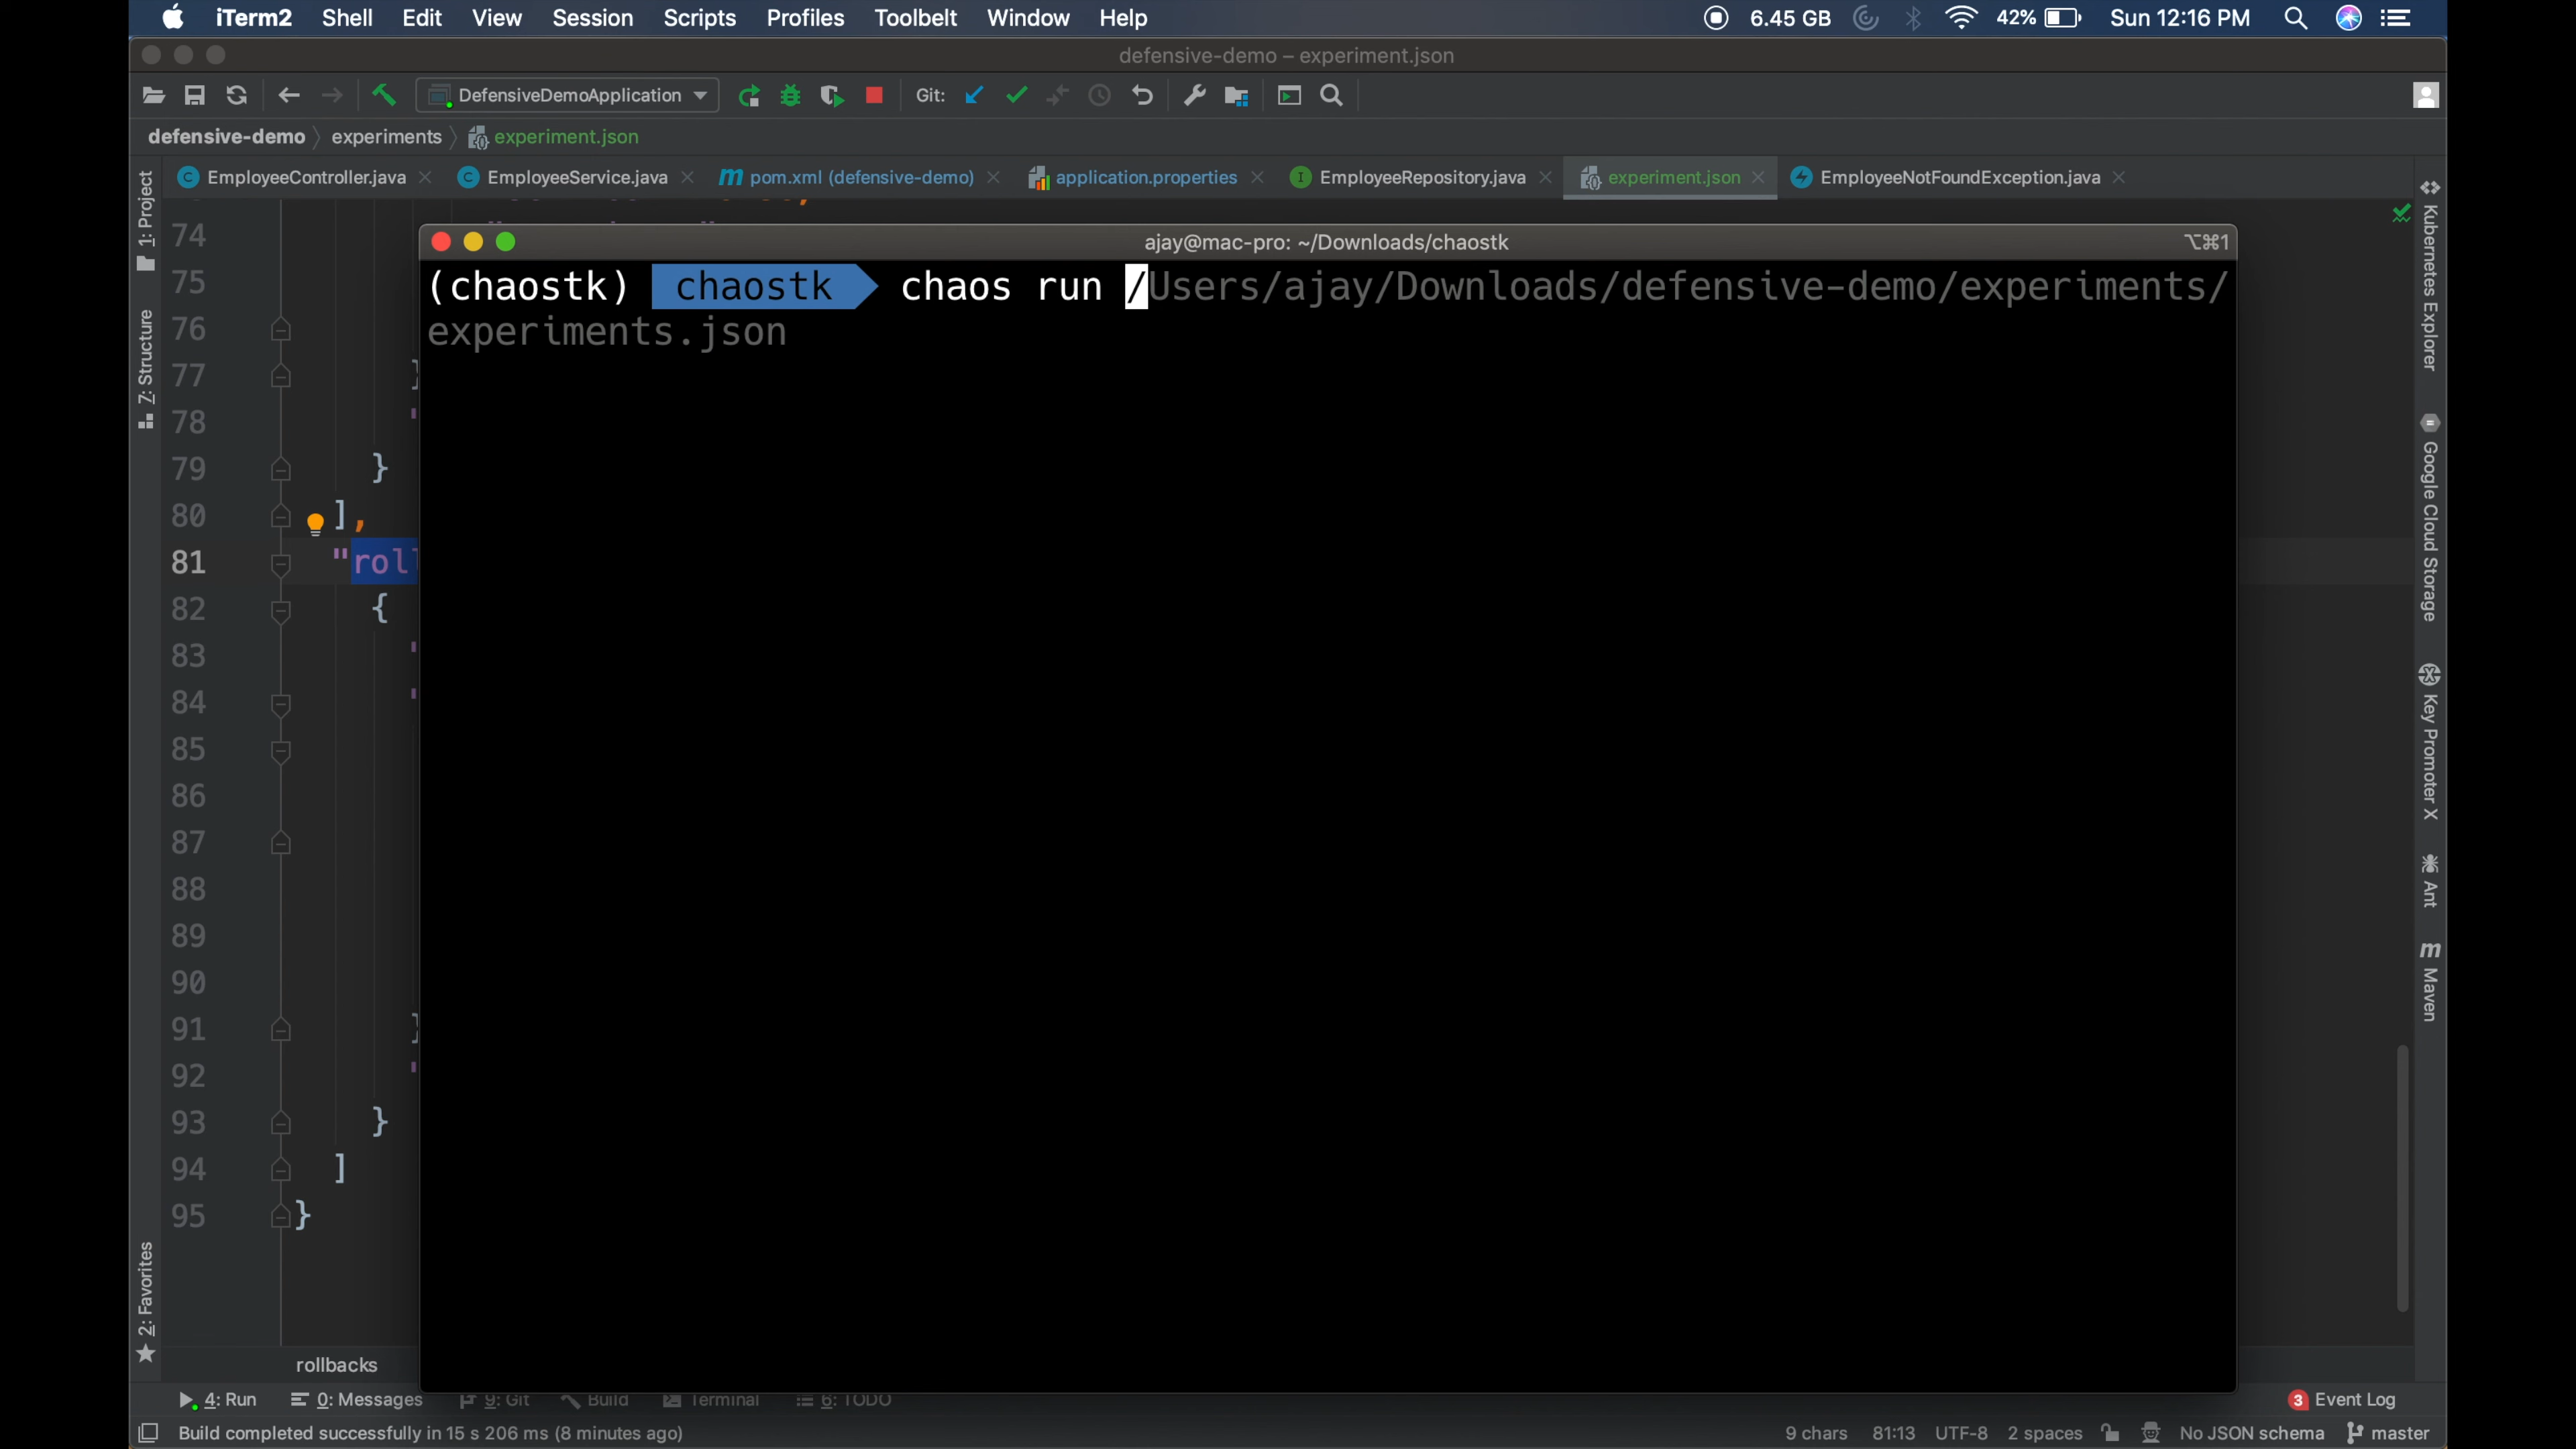 iTerm2 Shell Edit View Session Scripts Profiles Toolbelt Window Help 6.45 GB 42% Sun 12:16 PM
defensive-demo – experiment.json
DefensiveDemoApplication Git:
defensive-demo experiments experiment.json
EmployeeController.java EmployeeService.java pom.xml (defensive-demo) application.properties EmployeeRepository.java experiment.json EmployeeNotFoundException.java
1: Project
7: Structure
2: Favorites
ajay@mac-pro: ~/Downloads/chaostk ⌥⌘1
(chaostk) chaostk chaos run /Users/ajay/Downloads/defensive-demo/experiments/
experiments.json
74
75
76
77 }
78 "
79 }
80 ],
81 "roll
82 {
83 "
84 "
85
86
87
88
89
90
91 }
92 "
93 }
94 ]
95 }
Kubernetes Explorer
Google Cloud Storage
Key Promoter X
Ant
Maven
rollbacks
4: Run 0: Messages 9: Git Build Terminal 6: TODO 3 Event Log
Build completed successfully in 15 s 206 ms (8 minutes ago) 9 chars 81:13 UTF-8 2 spaces No JSON schema master